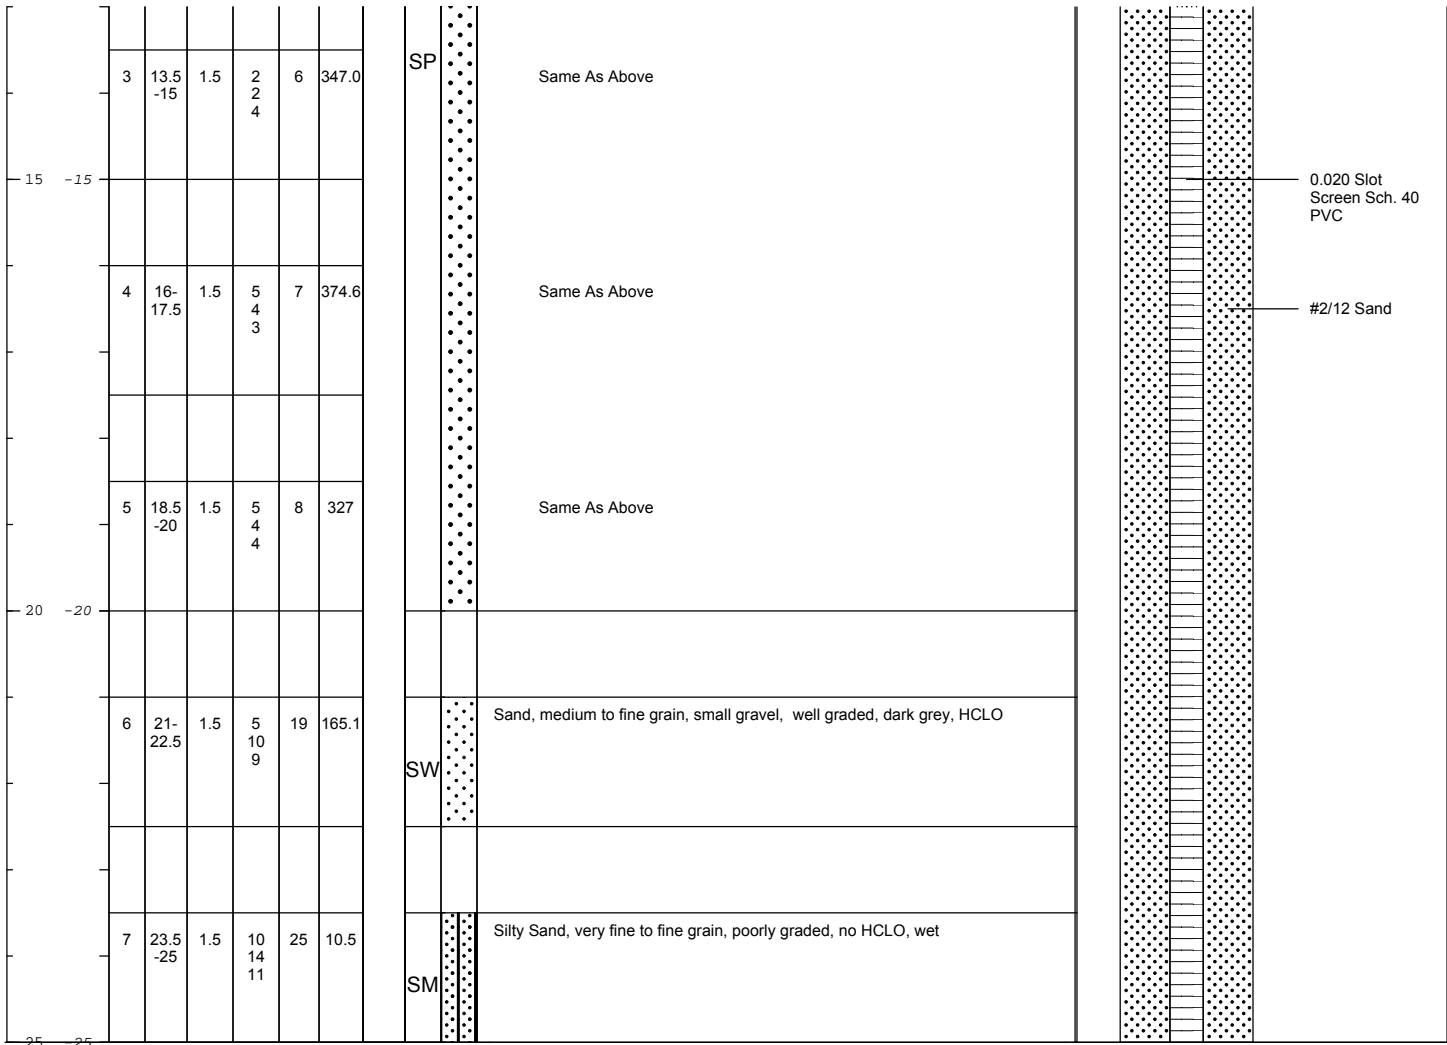 SP
3 13.5 1.5 2 6 347.0 Same As Above
-15 2
4
15 -15 0.020 Slot
Screen Sch. 40
PVC
4 16- 1.5 5 7 374.6 Same As Above
17.5 4 #2/12 Sand
3
5 18.5 1.5 5 8 327 Same As Above
-20 4
4
20 -20
Sand, medium to fine grain, small gravel, well graded, dark grey, HCLO
6 21- 1.5 5 19 165.1
22.5 10
9
SW
Silty Sand, very fine to fine grain, poorly graded, no HCLO, wet
7 23.5 1.5 10 25 10.5
-25 14
11
SM
25 -25